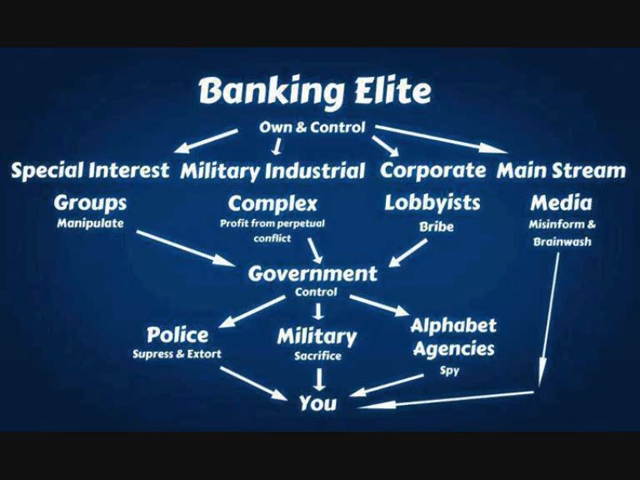 Banking Elite
Own & Control
Special Interest Military Industrial Corporate Main Stream
Groups Complex Lobbyists Media
Manipulate Profit from perpetual Bribe Misinform &
conflict Brainwash
Government
Control
Police Military Alphabet
Supress & Extort Sacrifice Agencies
Spy
You